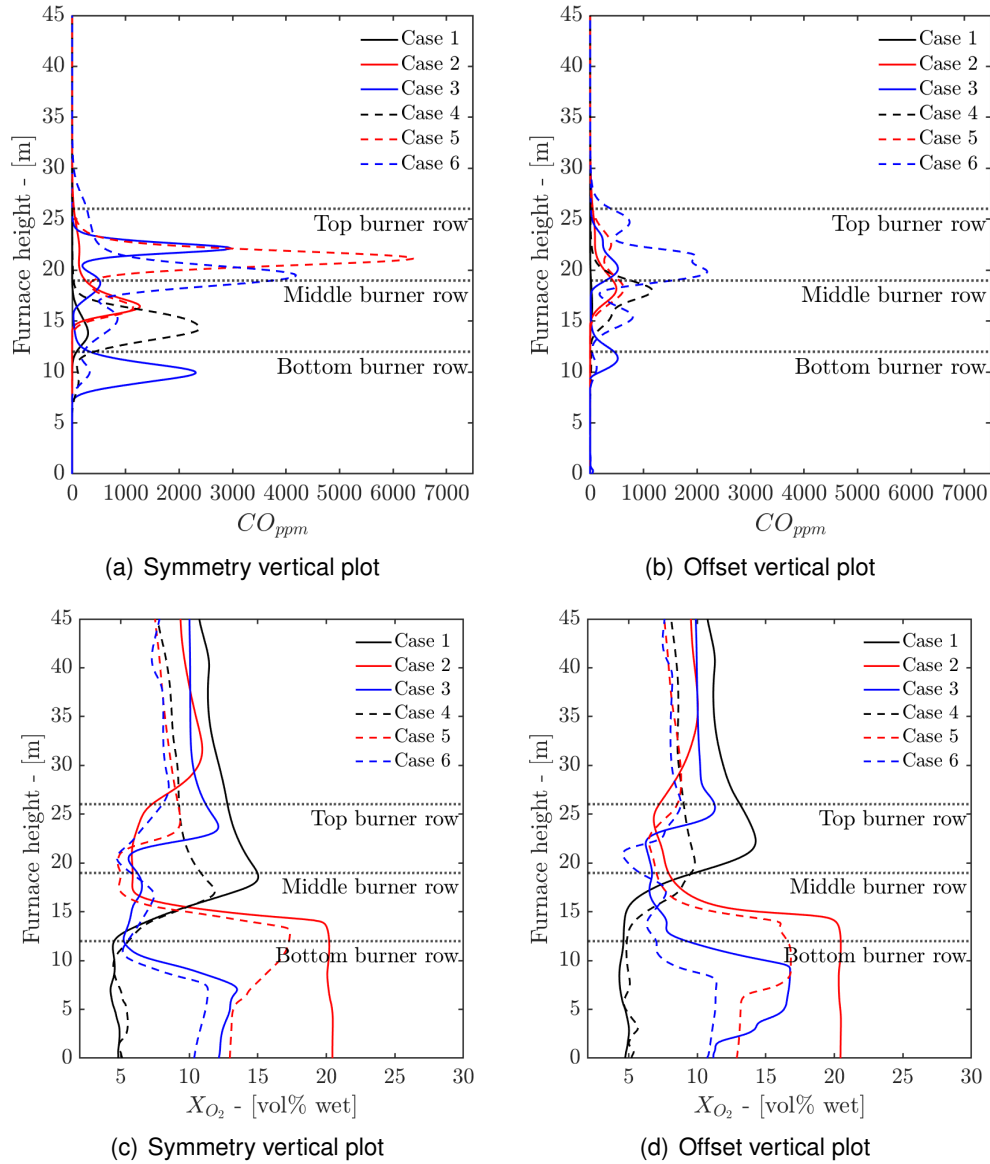 45
40
35
30
25
20
15
10
5
0
Furnace height - [m]
Case 1
Case 2
Case 3
Case 4
Case 5
Case 6
Top burner row
Middle burner row
Bottom burner row
0 1000 2000 3000 4000 5000 6000 7000
CO_ppm
(a) Symmetry vertical plot
45
40
35
30
25
20
15
10
5
0
Furnace height - [m]
Case 1
Case 2
Case 3
Case 4
Case 5
Case 6
Top burner row
Middle burner row
Bottom burner row
0 1000 2000 3000 4000 5000 6000 7000
CO_ppm
(b) Offset vertical plot
45
40
35
30
25
20
15
10
5
0
Furnace height - [m]
Case 1
Case 2
Case 3
Case 4
Case 5
Case 6
Top burner row
Middle burner row
Bottom burner row
5 10 15 20 25 30
X_O2 - [vol% wet]
(c) Symmetry vertical plot
45
40
35
30
25
20
15
10
5
0
Furnace height - [m]
Case 1
Case 2
Case 3
Case 4
Case 5
Case 6
Top burner row
Middle burner row
Bottom burner row
5 10 15 20 25 30
X_O2 - [vol% wet]
(d) Offset vertical plot